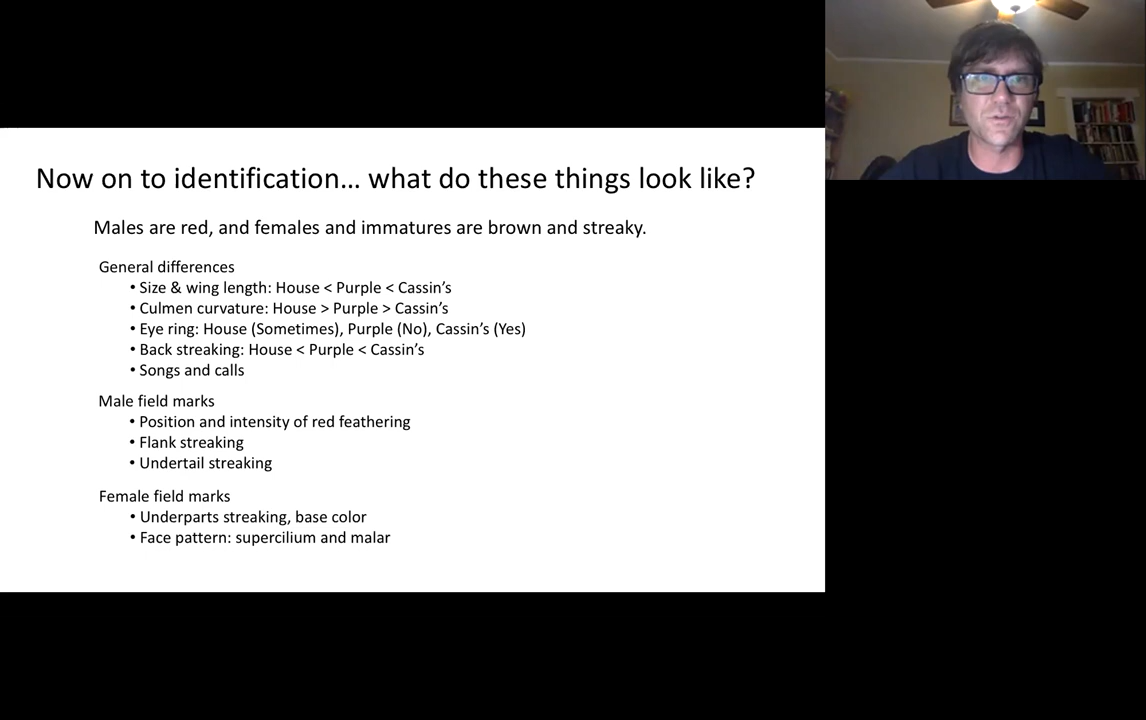 Now on to identification… what do these things look like?
Males are red, and females and immatures are brown and streaky.
General differences
• Size & wing length: House < Purple < Cassin’s
• Culmen curvature: House > Purple > Cassin’s
• Eye ring: House (Sometimes), Purple (No), Cassin’s (Yes)
• Back streaking: House < Purple < Cassin’s
• Songs and calls
Male field marks
• Position and intensity of red feathering
• Flank streaking
• Undertail streaking
Female field marks
• Underparts streaking, base color
• Face pattern: supercilium and malar